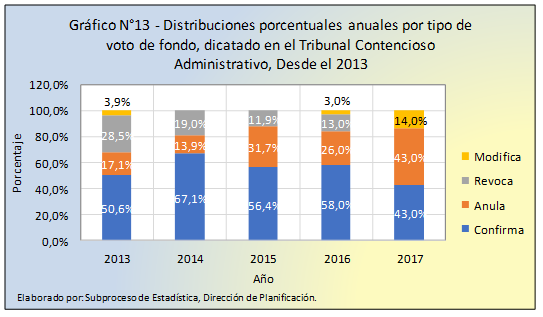 Gráfico N°13 - Distribuciones porcentuales anuales por tipo de
voto de fondo, dicatado en el Tribunal Contencioso
Administrativo, Desde el 2013
120,0%
100,0%
80,0%
60,0%
40,0%
20,0%
0,0%
Porcentaje
3,9%
28,5%
17,1%
50,6%
19,0%
13,9%
67,1%
11,9%
31,7%
56,4%
3,0%
13,0%
26,0%
58,0%
14,0%
43,0%
43,0%
Modifica
Revoca
Anula
Confirma
2013 2014 2015 2016 2017
Año
Elaborado por: Subproceso de Estadística, Dirección de Planificación.